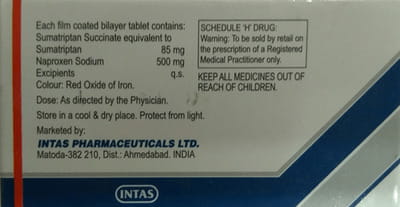 Each film coated bilayer tablet contains:
Sumatriptan Succinate equivalent to
Sumatriptan 85 mg
Naproxen Sodium 500 mg
Excipients q.s.
Colour: Red Oxide of Iron.
Dose: As directed by the Physician.
Store in a cool & dry place. Protect from light.
Marketed by:
INTAS PHARMACEUTICALS LTD.
Matoda-382 210, Dist.: Ahmedabad. INDIA
SCHEDULE 'H' DRUG:
Warning: To be sold by retail on
the prescription of a Registered
Medical Practitioner only.
KEEP ALL MEDICINES OUT OF
REACH OF CHILDREN.
INTAS